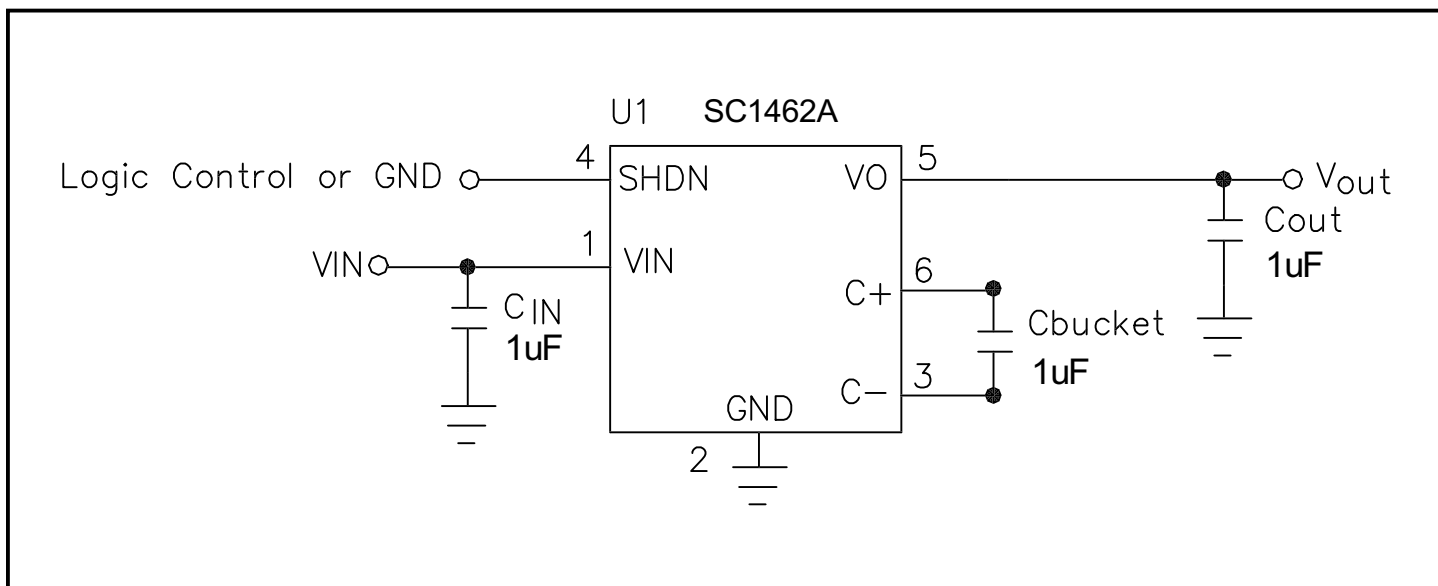 U1 SC1462A
Logic Control or GND 4 SHDN VO 5 Vout
Cout
1uF
VIN 1 VIN
6 C+
CIN
1uF
Cbucket
1uF
C- 3
GND
2